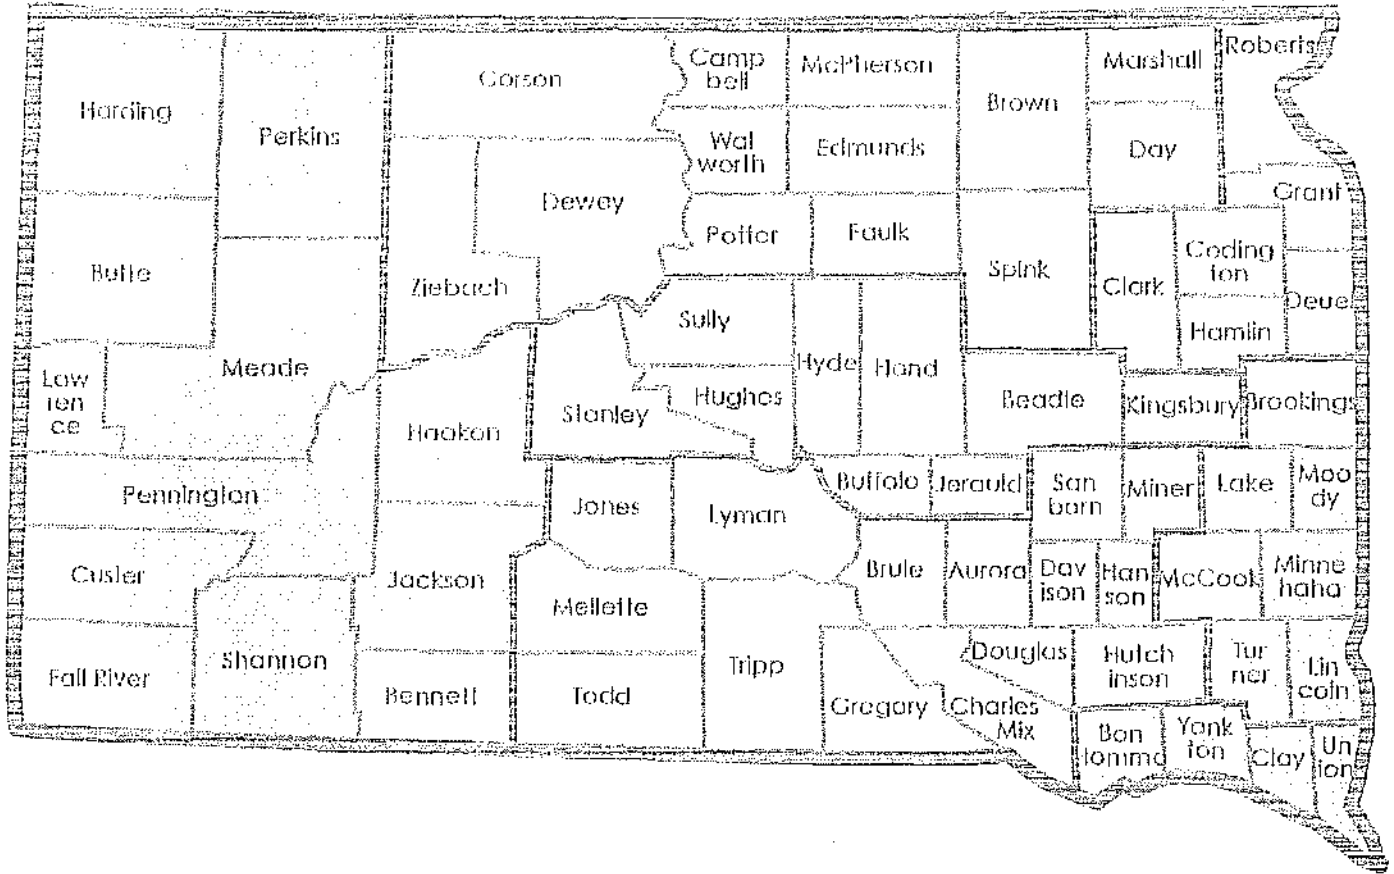 Harding
Perkins
Corson
Camp
bell
McPherson
Brown
Marshall
Roberts
Wal
worth
Edmunds
Day
Dewey
Grant
Butte
Ziebach
Potter
Faulk
Spink
Clark
Coding
ton
Deuel
Hamlin
Sully
Hyde
Hand
Law
ren
ce
Meade
Haakon
Stanley
Hughes
Beadle
Kingsbury
Brookings
Pennington
Jones
Lyman
Buffalo
Jerauld
San
born
Miner
Lake
Moo
dy
Custer
Jackson
Mellette
Brule
Aurora
Dav
ison
Han
son
McCook
Minne
haha
Fall River
Shannon
Bennett
Todd
Tripp
Gregory
Charles
Mix
Douglas
Hutch
inson
Tur
ner
Lin
coln
Bon
Homme
Yank
ton
Clay
Un
ion